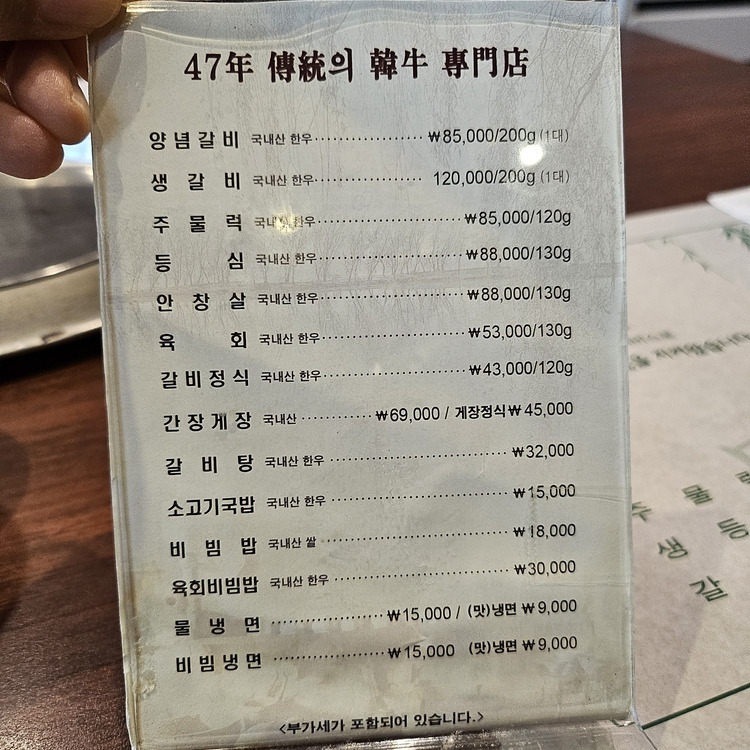 47年 傳統의 韓牛 專門店
양념갈비 국내산 한우 ₩85,000/200g (1대)
생갈비 국내산 한우 120,000/200g (1대)
주물럭 국내산 한우 ₩85,000/120g
등심 국내산 한우 ₩88,000/130g
안창살 국내산 한우 ₩88,000/130g
육회 국내산 한우 ₩53,000/130g
갈비정식 국내산 한우 ₩43,000/120g
간장게장 국내산 ₩69,000 / 게장정식 ₩45,000
갈비탕 국내산 한우 ₩32,000
소고기국밥 국내산 한우 ₩15,000
비빔밥 국내산 쌀 ₩18,000
육회비빔밥 국내산 한우 ₩30,000
물냉면 ₩15,000 / (맛)냉면 ₩9,000
비빔냉면 ₩15,000 (맛)냉면 ₩9,000
<부가세가 포함되어 있습니다.>
주물
생등
갈